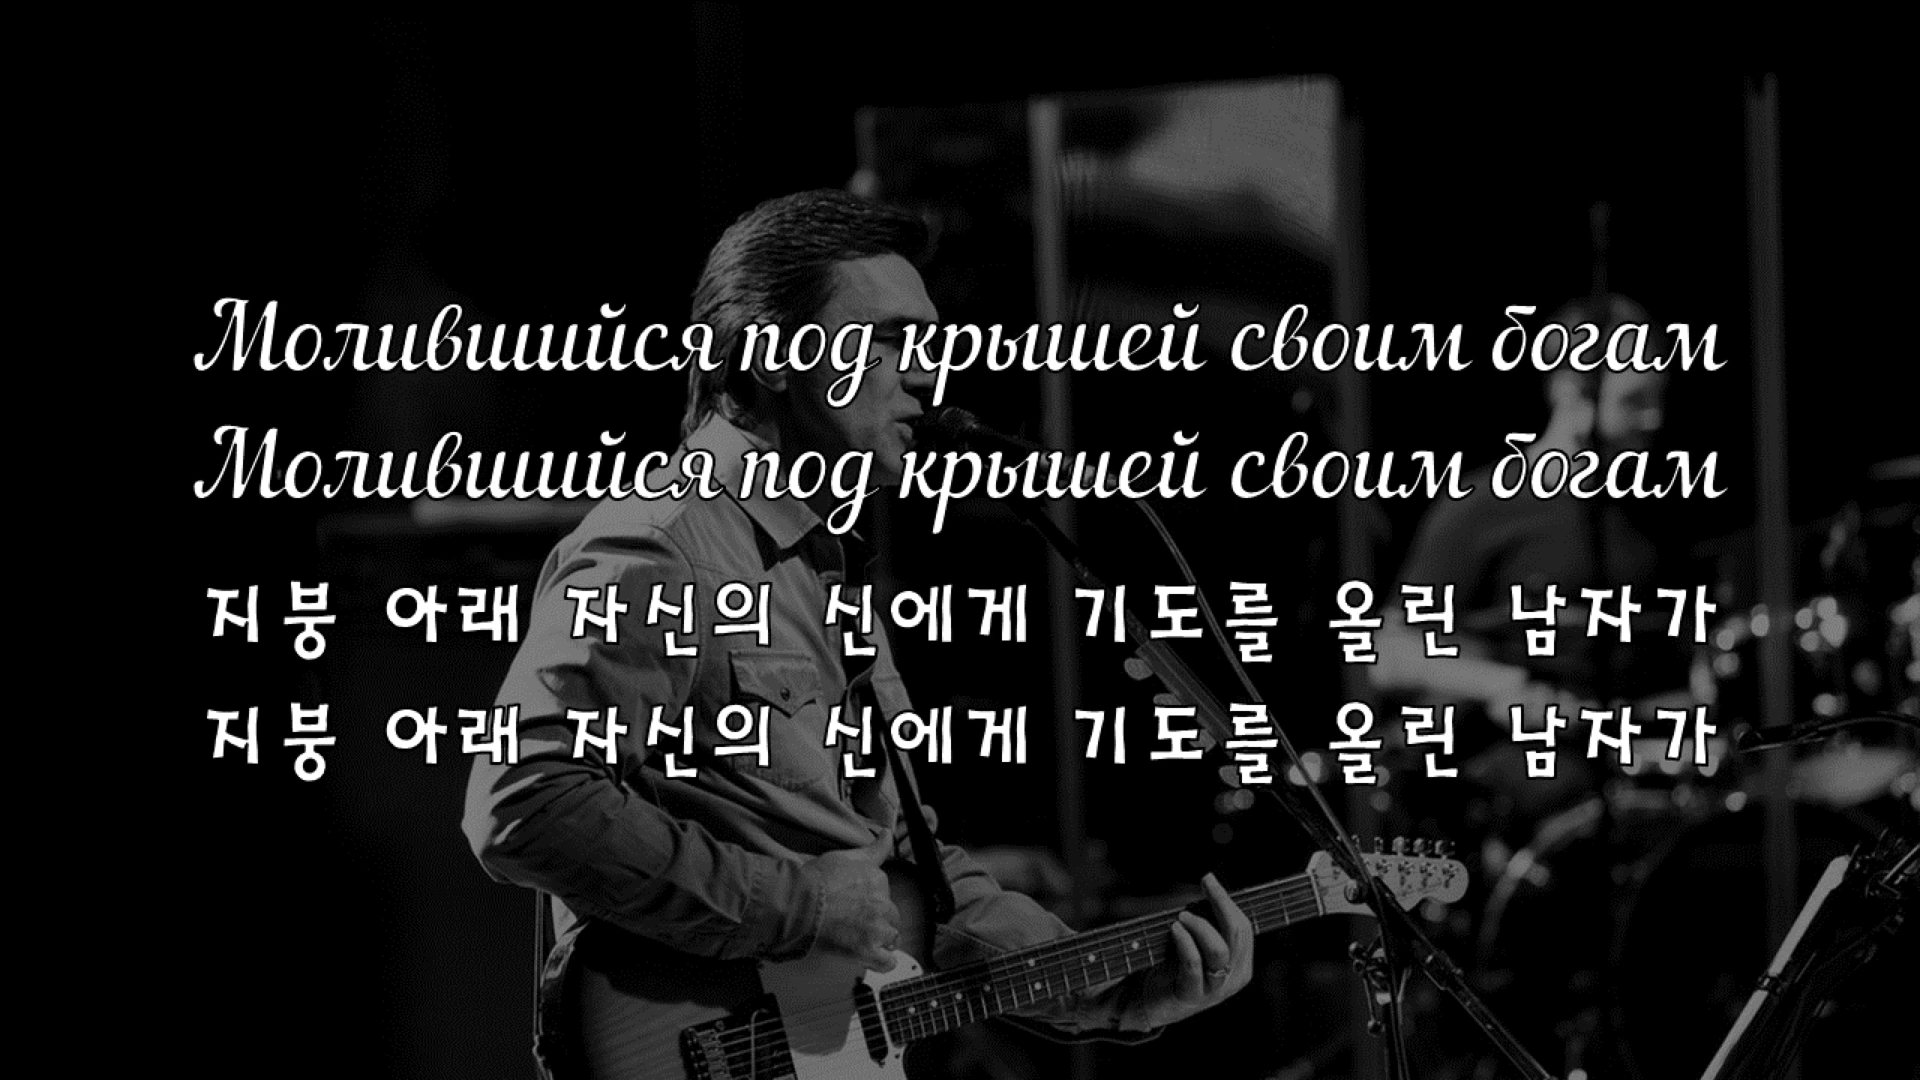 Молившийся под крышей своим богам
Молившийся под крышей своим богам
지붕 아래 자신의 신에게 기도를 올린 남자가
지붕 아래 자신의 신에게 기도를 올린 남자가